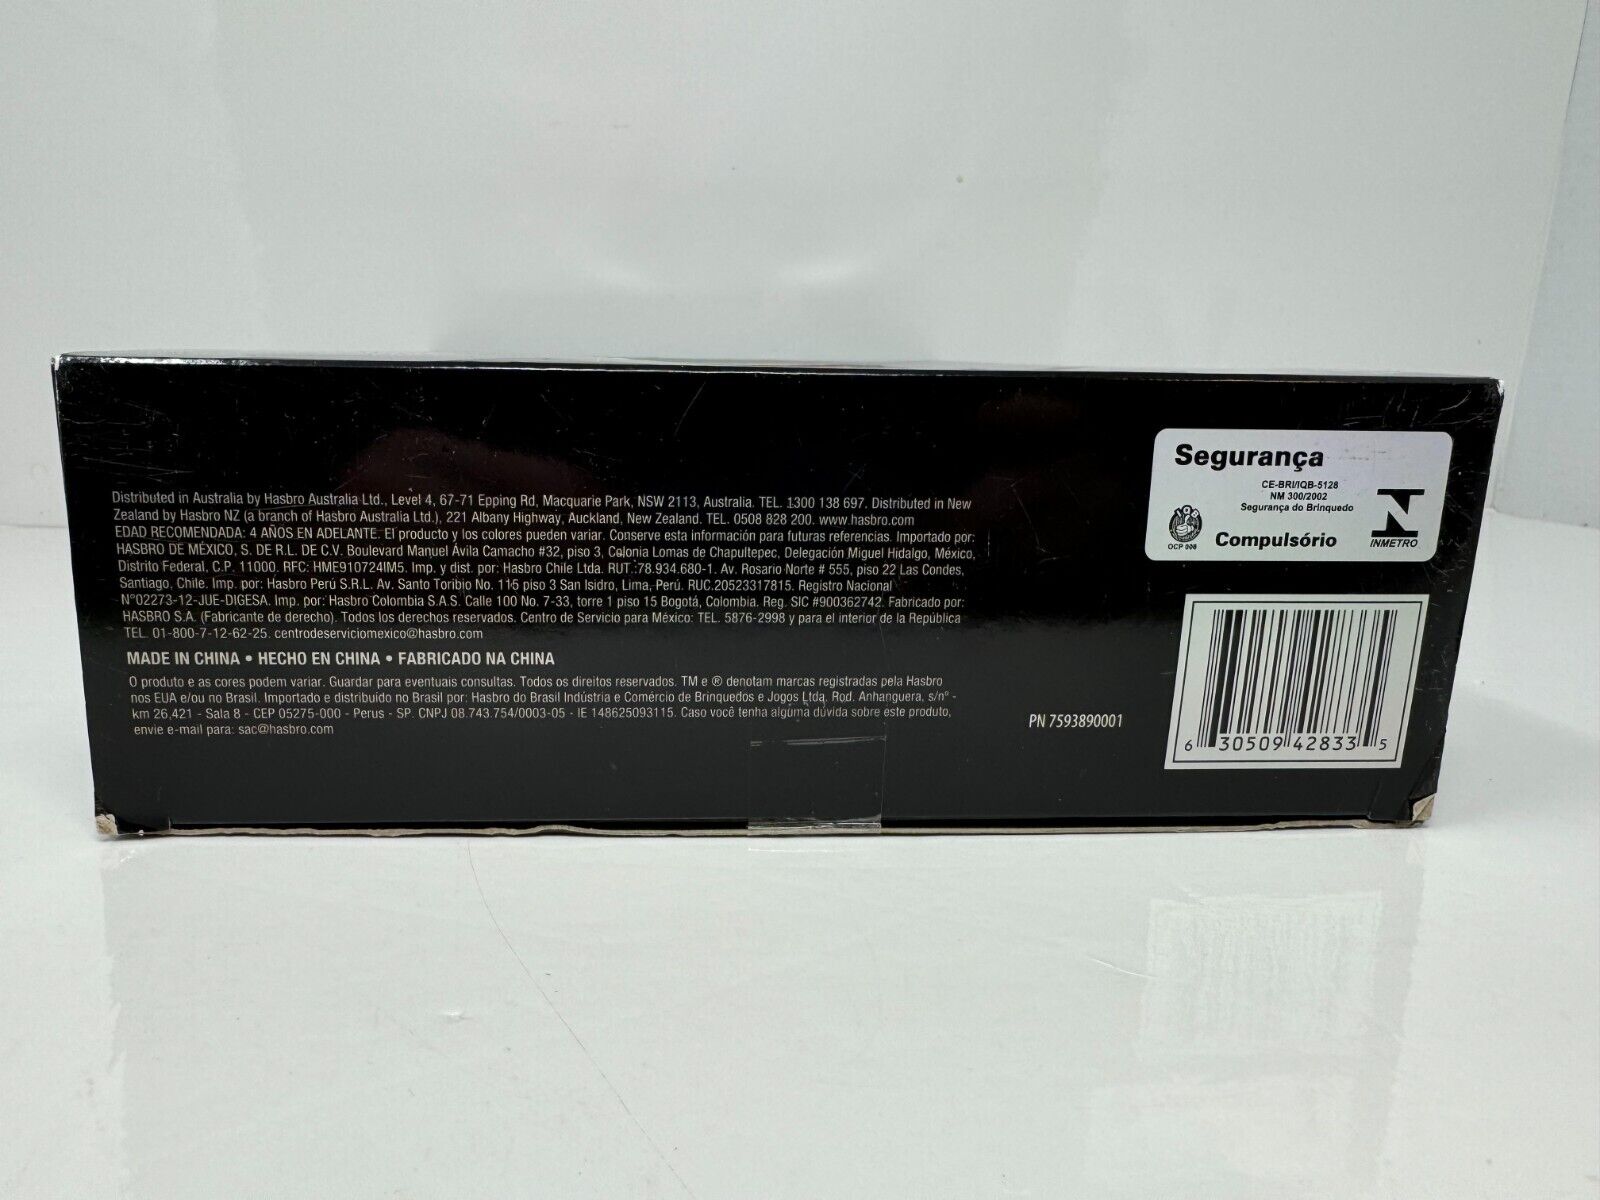 Distributed in Australia by Hasbro Australia Ltd., Level 4, 67-71 Epping Rd, Macquarie Park, NSW 2113, Australia. TEL. 1300 138 697. Distributed in New
Zealand by Hasbro NZ (a branch of Hasbro Australia Ltd.), 221 Albany Highway, Auckland, New Zealand. TEL. 0508 828 200. www.hasbro.com
EDAD RECOMENDADA: 4 AÑOS EN ADELANTE. El producto y los colores pueden variar. Conserve esta información para futuras referencias. Importado por:
HASBRO DE MÉXICO, S. DE R.L. DE C.V. Boulevard Manuel Ávila Camacho #32, piso 3, Colonia Lomas de Chapultepec, Delegación Miguel Hidalgo, México,
Distrito Federal, C.P. 11000. RFC: HME910724IM5. Imp. y dist. por: Hasbro Chile Ltda. RUT.:78.934.680-1. Av. Rosario Norte # 555, piso 22 Las Condes,
Santiago, Chile. Imp. por: Hasbro Perú S.R.L. Av. Santo Toribio No. 115 piso 3 San Isidro, Lima, Perú. RUC.20523317815. Registro Nacional
N°02273-12-JUE-DIGESA. Imp. por: Hasbro Colombia S.A.S. Calle 100 No. 7-33, torre 1 piso 15 Bogotá, Colombia. Reg. SIC #900362742. Fabricado por:
HASBRO S.A. (Fabricante de derecho). Todos los derechos reservados. Centro de Servicio para México: TEL. 5876-2998 y para el interior de la República
TEL. 01-800-7-12-62-25. centrodeserviciomexico@hasbro.com
MADE IN CHINA • HECHO EN CHINA • FABRICADO NA CHINA
O produto e as cores podem variar. Guardar para eventuais consultas. Todos os direitos reservados. TM e ® denotam marcas registradas pela Hasbro
nos EUA e/ou no Brasil. Importado e distribuído no Brasil por: Hasbro do Brasil Indústria e Comércio de Brinquedos e Jogos Ltda. Rod. Anhanguera, s/nº -
km 26,421 - Sala 8 - CEP 05275-000 - Perus - SP. CNPJ 08.743.754/0003-05 - IE 148625093115. Caso você tenha alguma dúvida sobre este produto,
envie e-mail para: sac@hasbro.com
PN 7593890001
Segurança
CE-BRI/IQB-5128
NM 300/2002
Segurança do Brinquedo
IQB
OCP 006
Compulsório
INMETRO
6 30509 42833 5